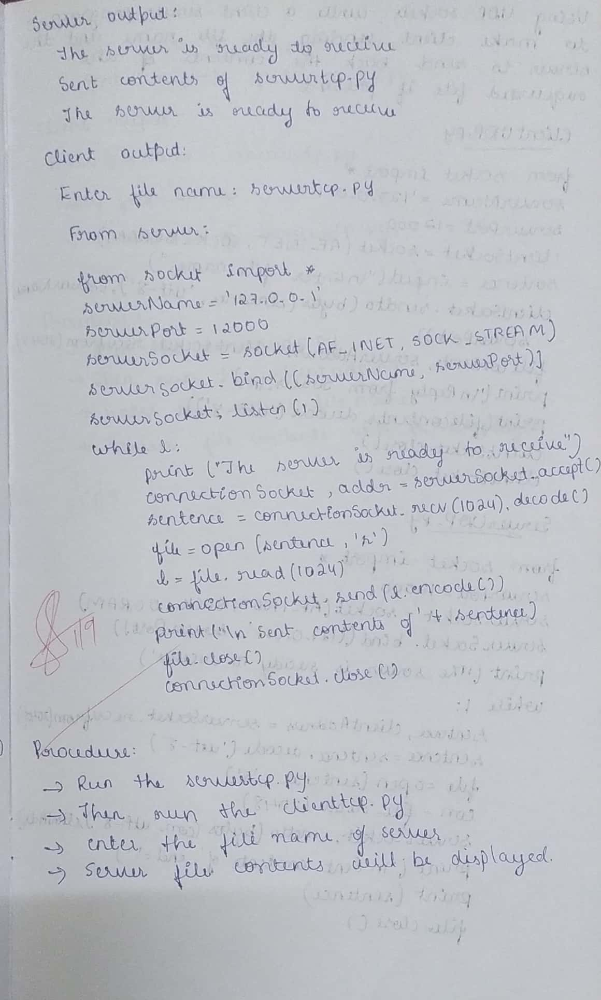 Server output:
The server is ready to receive
Sent contents of servertcp.py
The server is ready to receive
Client output:
Enter file name: servertcp.py
From server:
from socket import *
serverName = '127.0.0.1'
serverPort = 12000
serverSocket = socket (AF_INET, SOCK_STREAM)
serverSocket. bind ((serverName, serverPort)]
serverSocket; listen (1)
while 1:
print ("The server is ready to receive")
connectionSocket, addr = serverSocket.accept()
sentence = connectionSocket. recv (1024). decode ()
file = open (sentence, 'r')
l = file. read (1024)
connectionSocket. send (l. encode())
print ('\n Sent contents of ' + sentence)
file.close()
connectionSocket. close ()
1/9
Procedure:
→ Run the servertcp.py
→ Then run the clienttcp.py
→ enter the file name of server
→ Server file contents will be displayed.